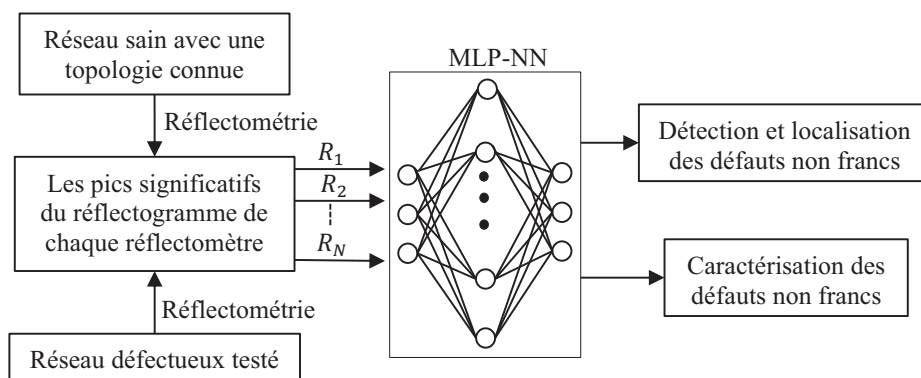 Réseau sain avec une
topologie connue
Réflectométrie
Les pics significatifs
du réflectogramme de
chaque réflectomètre
Réflectométrie
Réseau défectueux testé
R₁
R₂
R_N
MLP-NN
Détection et localisation
des défauts non francs
Caractérisation des
défauts non francs